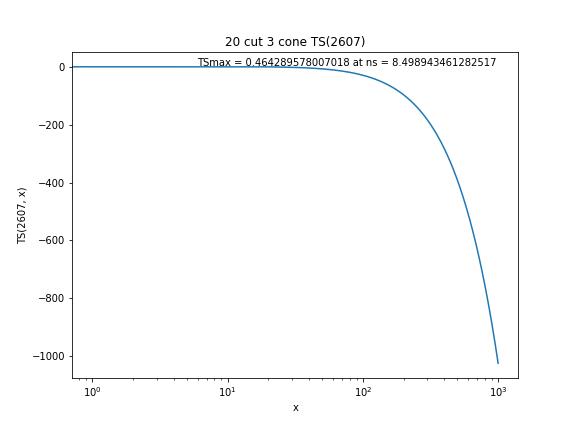 20 cut 3 cone TS(2607)
TSmax = 0.464289578007018 at ns = 8.498943461282517
0
−200
−400
−600
−800
−1000
TS(2607, x)
10⁰
10¹
10²
10³
x